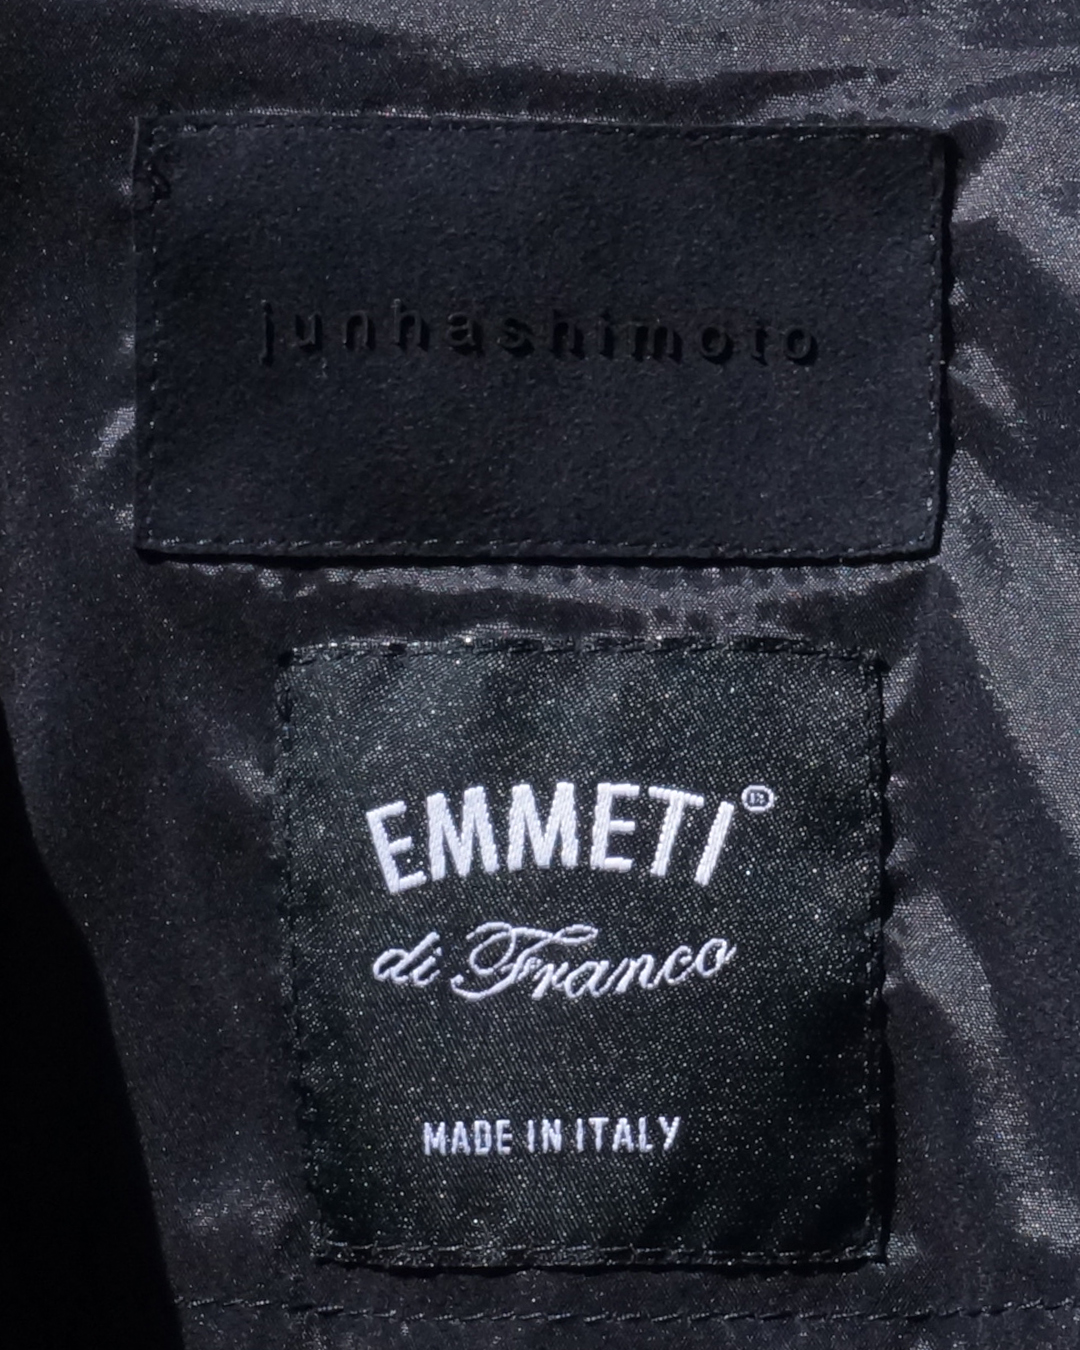 junhashimoto
EMMETI®
di Franco
MADE IN ITALY